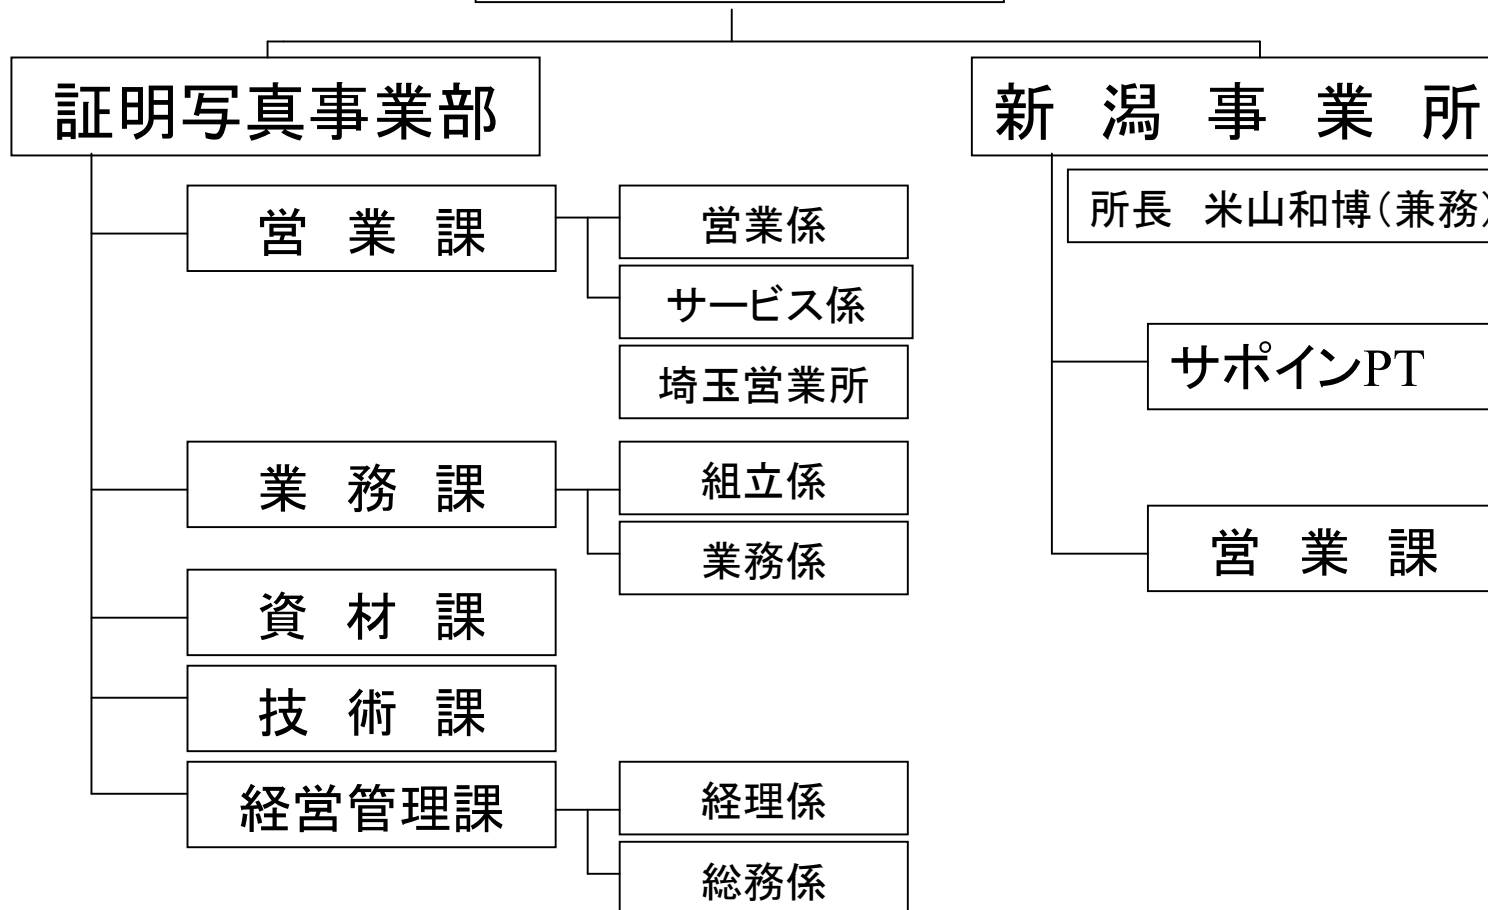 証明写真事業部
営　業　課
営業係
サービス係
埼玉営業所
業　務　課
組立係
業務係
資　材　課
技　術　課
経営管理課
経理係
総務係
新　潟　事　業　所
所長　米山和博（兼務）
サポインPT
営　業　課